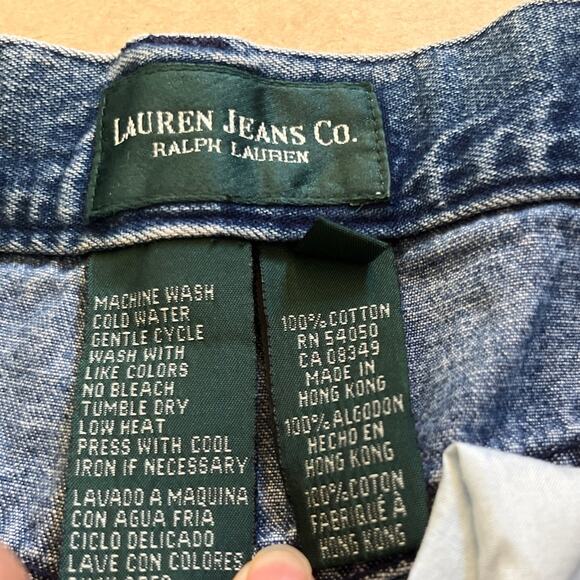 LAUREN JEANS CO.
RALPH LAUREN
MACHINE WASH
COLD WATER
GENTLE CYCLE
WASH WITH
LIKE COLORS
NO BLEACH
TUMBLE DRY
LOW HEAT
PRESS WITH COOL
IRON IF NECESSARY
LAVADO A MAQUINA
CON AGUA FRIA
CICLO DELICADO
LAVE CON COLORES
100% COTTON
RN 54050
CA 08349
MADE IN
HONG KONG
100% ALGODON
HECHO EN
HONG KONG
100% COTON
FABRIQUÉ À
HONG KONG